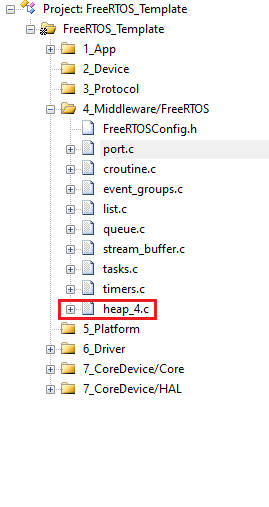 Project: FreeRTOS_Template
FreeRTOS_Template
1_App
2_Device
3_Protocol
4_Middleware/FreeRTOS
FreeRTOSConfig.h
port.c
croutine.c
event_groups.c
list.c
queue.c
stream_buffer.c
tasks.c
timers.c
heap_4.c
5_Platform
6_Driver
7_CoreDevice/Core
7_CoreDevice/HAL